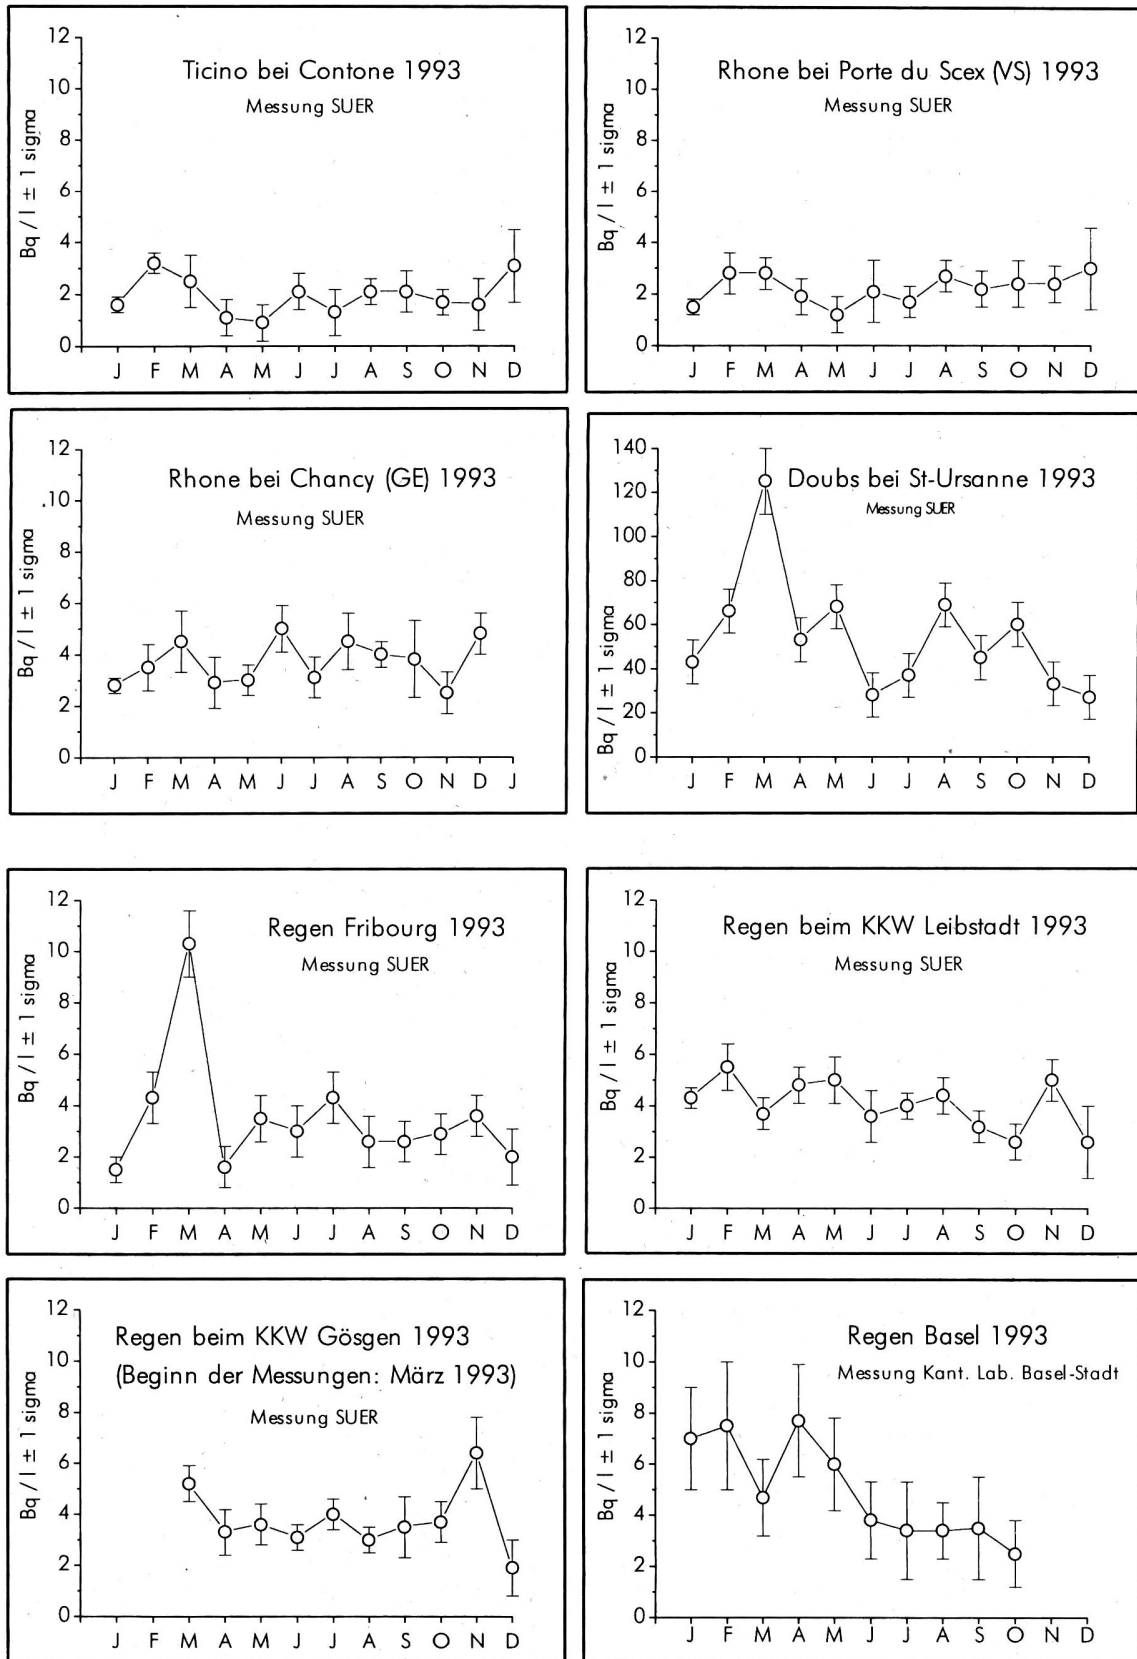 12
10
8
6
4
2
0
Bq / l ± 1 sigma
Ticino bei Contone 1993
Messung SUER
J F M A M J J A S O N D
12
10
8
6
4
2
0
Bq / l ± 1 sigma
Rhone bei Porte du Scex (VS) 1993
Messung SUER
J F M A M J J A S O N D
12
10
8
6
4
2
0
Bq / l ± 1 sigma
Rhone bei Chancy (GE) 1993
Messung SUER
J F M A M J J A S O N D J
140
120
100
80
60
40
20
0
Bq / l ± 1 sigma
Doubs bei St-Ursanne 1993
Messung SUER
J F M A M J J A S O N D
12
10
8
6
4
2
0
Bq / l ± 1 sigma
Regen Fribourg 1993
Messung SUER
J F M A M J J A S O N D
12
10
8
6
4
2
0
Bq / l ± 1 sigma
Regen beim KKW Leibstadt 1993
Messung SUER
J F M A M J J A S O N D
12
10
8
6
4
2
0
Bq / l ± 1 sigma
Regen beim KKW Gösgen 1993
(Beginn der Messungen: März 1993)
Messung SUER
J F M A M J J A S O N D
12
10
8
6
4
2
0
Bq / l ± 1 sigma
Regen Basel 1993
Messung Kant. Lab. Basel-Stadt
J F M A M J J A S O N D